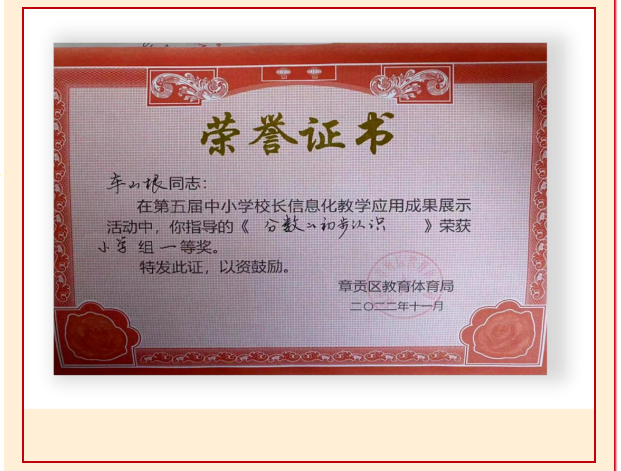 荣誉证书
同志：
在第五届中小学校长信息化教学应用成果展示
活动中，你指导的《 分数的初步认识 》荣获
小学 组 一 等奖。
特发此证，以资鼓励。
章贡区教育体育局
二〇二二年十一月